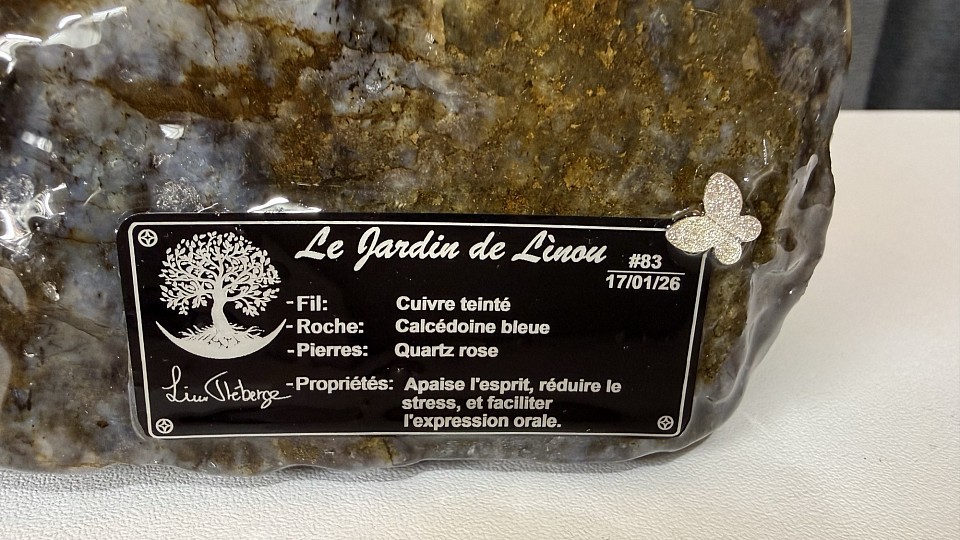 Le Jardin de Lìnou
#83
17/01/26
-Fil: Cuivre teinté
-Roche: Calcédoine bleue
-Pierres: Quartz rose
-Propriétés: Apaise l'esprit, réduire le
stress, et faciliter
l'expression orale.